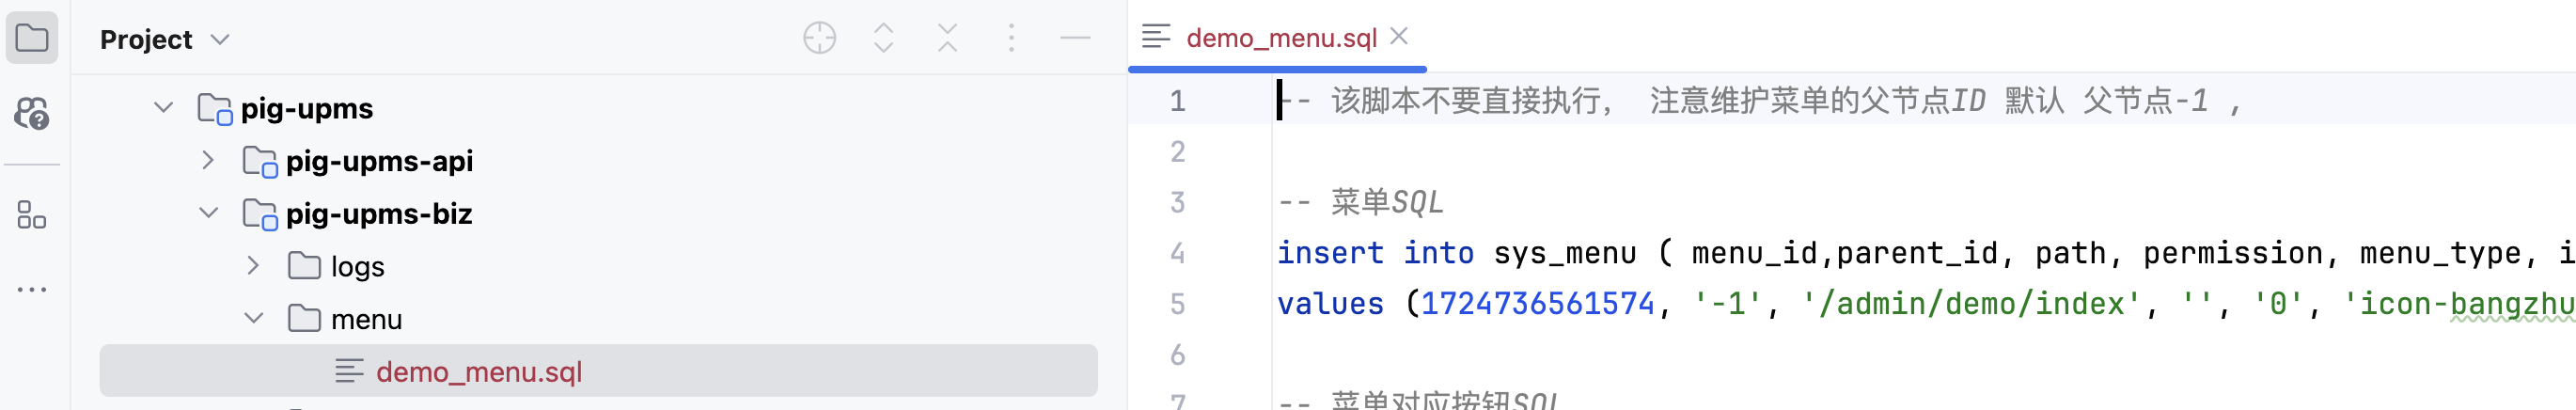 Project
pig-upms
pig-upms-api
pig-upms-biz
logs
menu
demo_menu.sql
demo_menu.sql
1 -- 该脚本不要直接执行， 注意维护菜单的父节点ID 默认 父节点-1 ,
2
3 -- 菜单SQL
4 insert into sys_menu ( menu_id,parent_id, path, permission, menu_type, i
5 values (1724736561574, '-1', '/admin/demo/index', '', '0', 'icon-bangzhu
6
7 -- 菜单对应按钮SQL